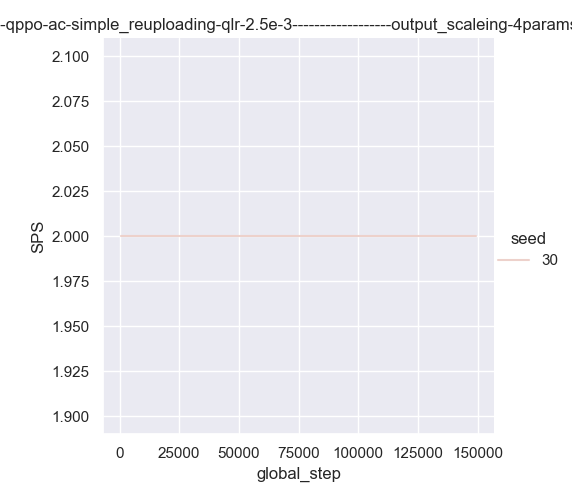 -qppo-ac-simple_reuploading-qlr-2.5e-3------------------output_scaleing-4params
2.100
2.075
2.050
2.025
2.000
1.975
1.950
1.925
1.900
SPS
seed
30
0 25000 50000 75000 100000 125000 150000
global_step